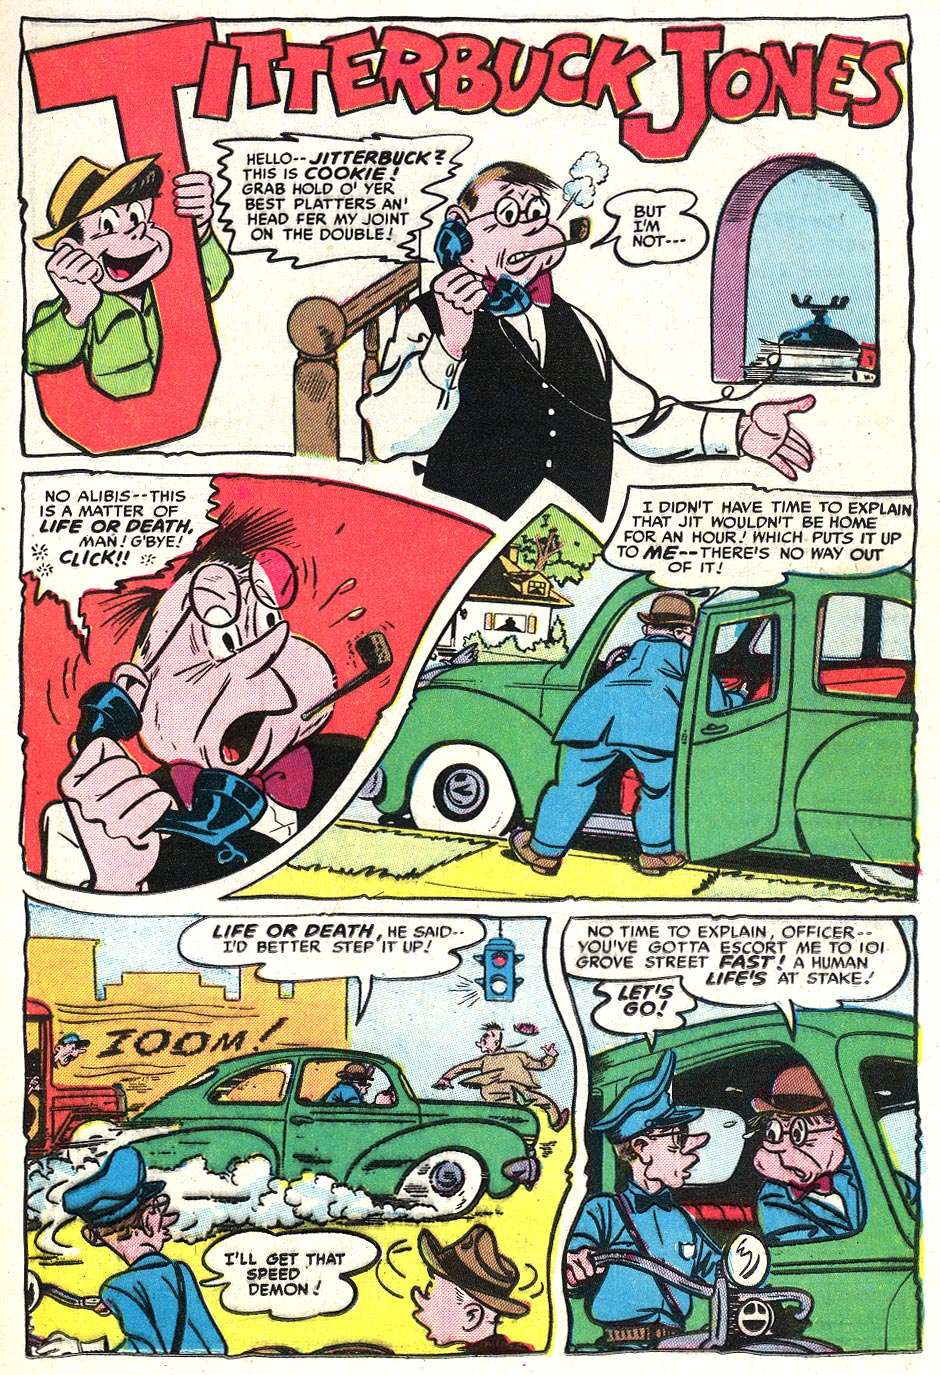 JITTERBUCK JONES
HELLO--JITTERBUCK?
THIS IS COOKIE!
GRAB HOLD O' YER
BEST PLATTERS AN'
HEAD FER MY JOINT
ON THE DOUBLE!
BUT
I'M
NOT---
NO ALIBIS--THIS
IS A MATTER OF
LIFE OR DEATH,
MAN! G'BYE!
CLICK!!
I DIDN'T HAVE TIME TO EXPLAIN
THAT JIT WOULDN'T BE HOME
FOR AN HOUR! WHICH PUTS IT UP
TO ME--THERE'S NO WAY OUT
OF IT!
LIFE OR DEATH, HE SAID--
I'D BETTER STEP IT UP!
ZOOM!
I'LL GET THAT
SPEED
DEMON!
NO TIME TO EXPLAIN, OFFICER--
YOU'VE GOTTA ESCORT ME TO 101
GROVE STREET FAST! A HUMAN
LIFE'S AT STAKE!
LET'S
GO!